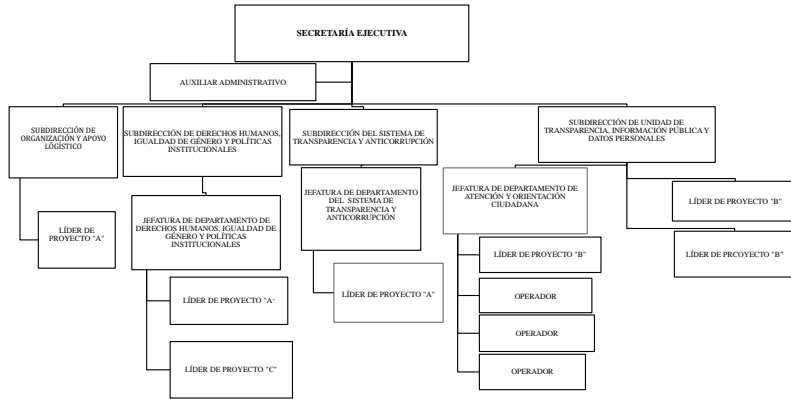 SECRETARÍA EJECUTIVA
AUXILIAR ADMINISTRATIVO
SUBDIRECCIÓN DE
ORGANIZACIÓN Y APOYO
LOGÍSTICO
SUBDIRECCIÓN DE DERECHOS HUMANOS,
IGUALDAD DE GÉNERO Y POLÍTICAS
INSTITUCIONALES
SUBDIRECCIÓN DEL SISTEMA DE
TRANSPARENCIA Y ANTICORRUPCIÓN
SUBDIRECCIÓN DE UNIDAD DE
TRANSPARENCIA, INFORMACIÓN PÚBLICA Y
DATOS PERSONALES
LÍDER DE
PROYECTO "A"
JEFATURA DE DEPARTAMENTO DE
DERECHOS HUMANOS, IGUALDAD DE
GÉNERO Y POLÍTICAS
INSTITUCIONALES
LÍDER DE PROYECTO "A"
LÍDER DE PROYECTO "C"
JEFATURA DE DEPARTAMENTO
DEL SISTEMA DE
TRANSPARENCIA Y
ANTICORRUPCIÓN
LÍDER DE PROYECTO "A"
JEFATURA DE DEPARTAMENTO DE
ATENCIÓN Y ORIENTACIÓN
CIUDADANA
LÍDER DE PROYECTO "B"
OPERADOR
OPERADOR
OPERADOR
LÍDER DE PROYECTO "B"
LÍDER DE PRCOYECTO "B"